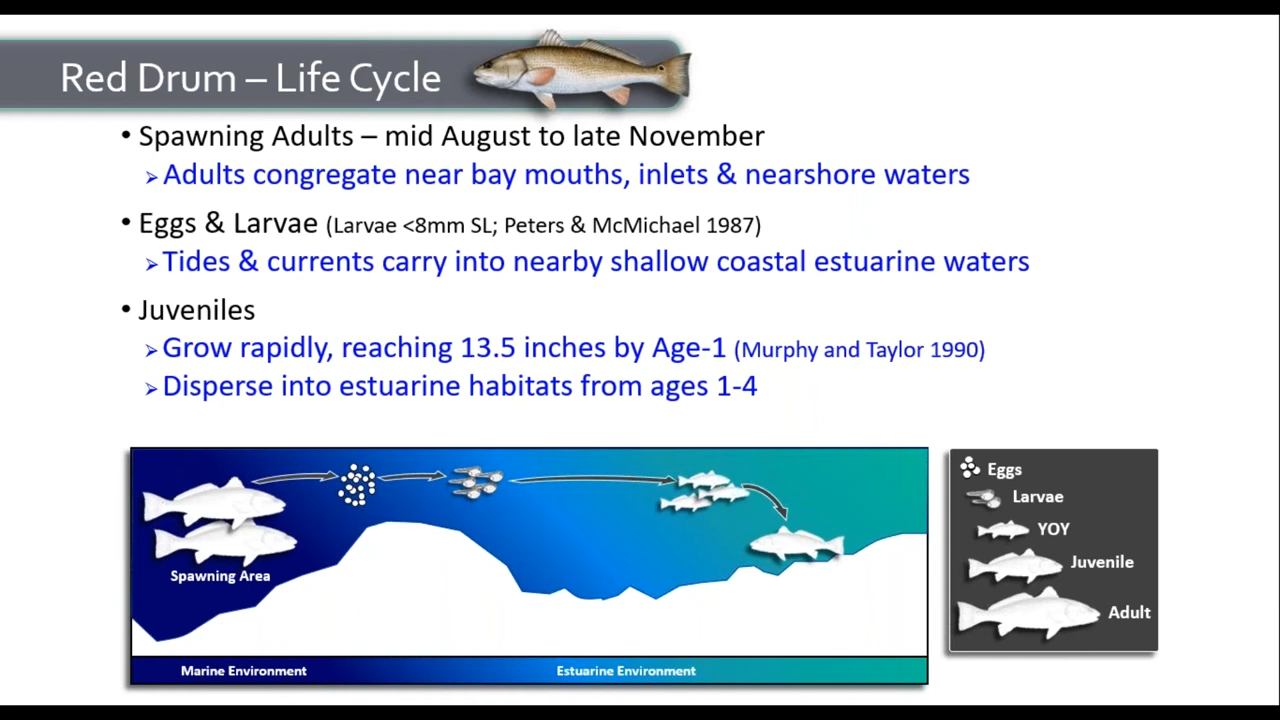 Red Drum – Life Cycle
• Spawning Adults – mid August to late November
➢ Adults congregate near bay mouths, inlets & nearshore waters
• Eggs & Larvae (Larvae <8mm SL; Peters & McMichael 1987)
➢ Tides & currents carry into nearby shallow coastal estuarine waters
• Juveniles
➢ Grow rapidly, reaching 13.5 inches by Age-1 (Murphy and Taylor 1990)
➢ Disperse into estuarine habitats from ages 1-4
Spawning Area
Marine Environment
Estuarine Environment
Eggs
Larvae
YOY
Juvenile
Adult